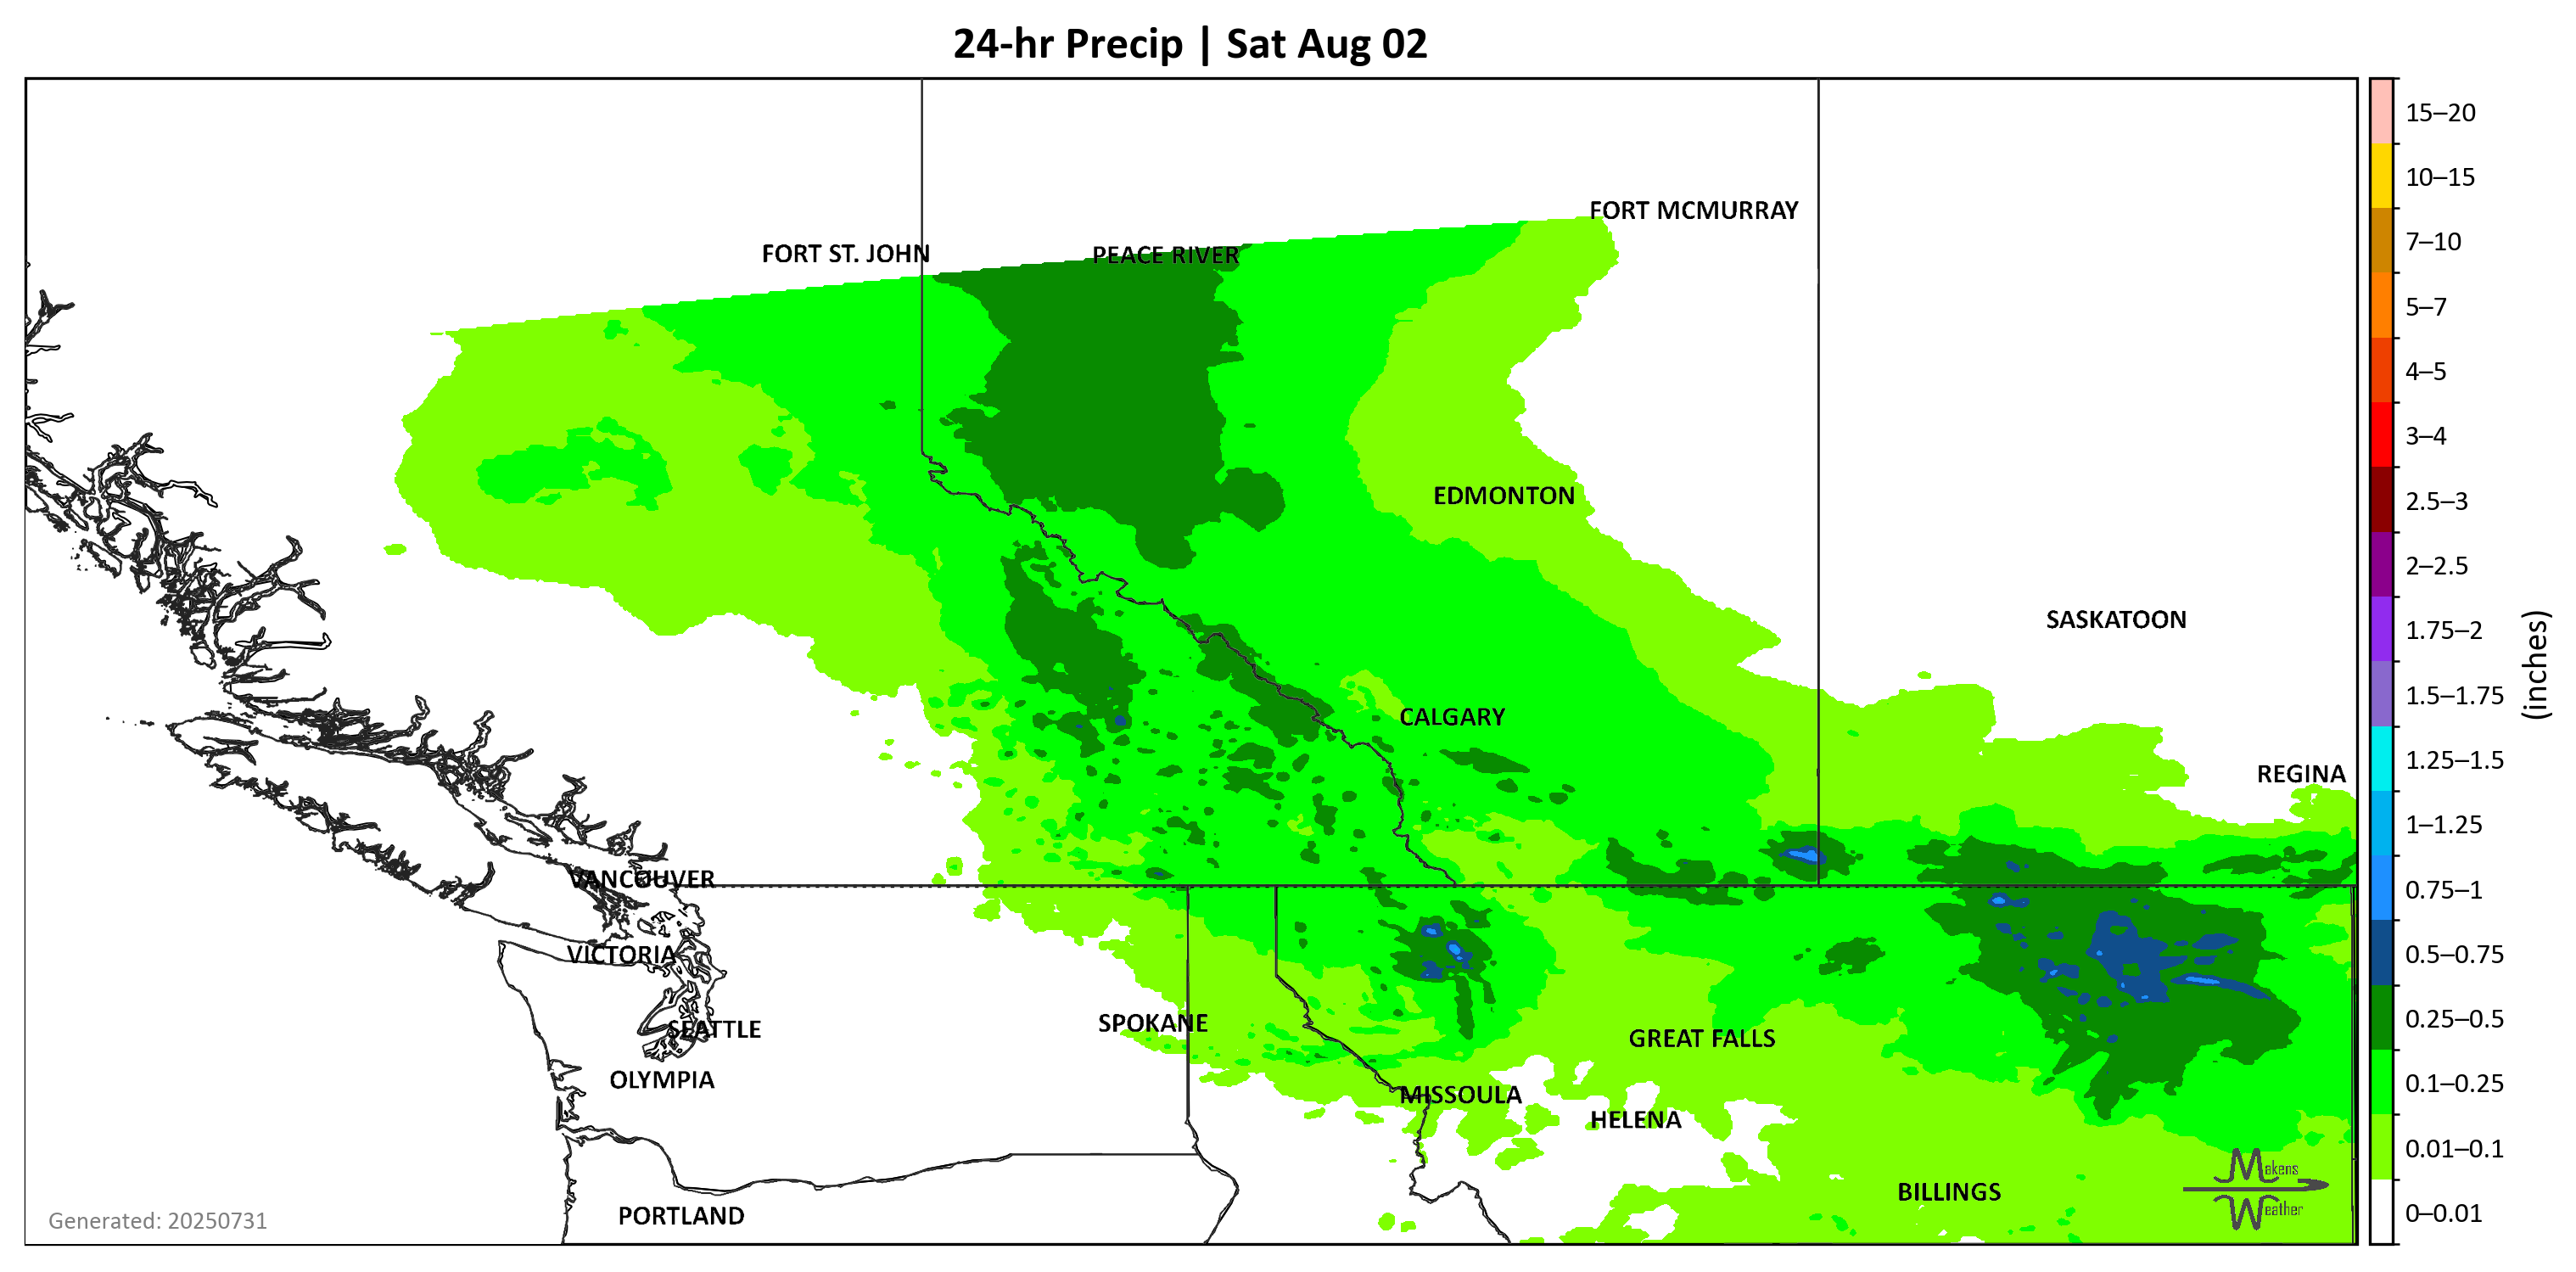 24-hr Precip | Sat Aug 02
FORT MCMURRAY
FORT ST. JOHN
PEACE RIVER
EDMONTON
SASKATOON
CALGARY
REGINA
VANCOUVER
VICTORIA
SPOKANE
SEATTLE
GREAT FALLS
OLYMPIA
MISSOULA
HELENA
BILLINGS
PORTLAND
Generated: 20250731
Makens
Weather
15–20
10–15
7–10
5–7
4–5
3–4
2.5–3
2–2.5
1.75–2
1.5–1.75
1.25–1.5
1–1.25
0.75–1
0.5–0.75
0.25–0.5
0.1–0.25
0.01–0.1
0–0.01
(inches)